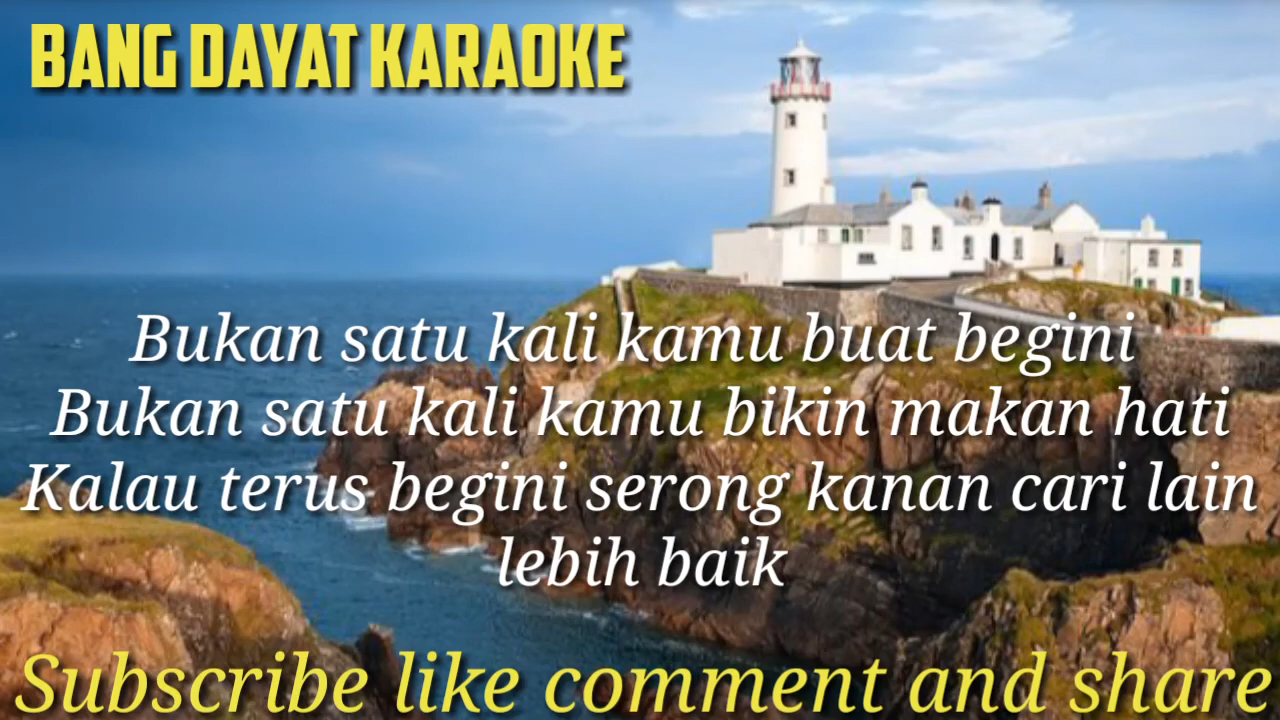 BANG DAYAT KARAOKE
Bukan satu kali kamu buat begini
Bukan satu kali kamu bikin makan hati
Kalau terus begini serong kanan cari lain
lebih baik
Subscribe like comment and share